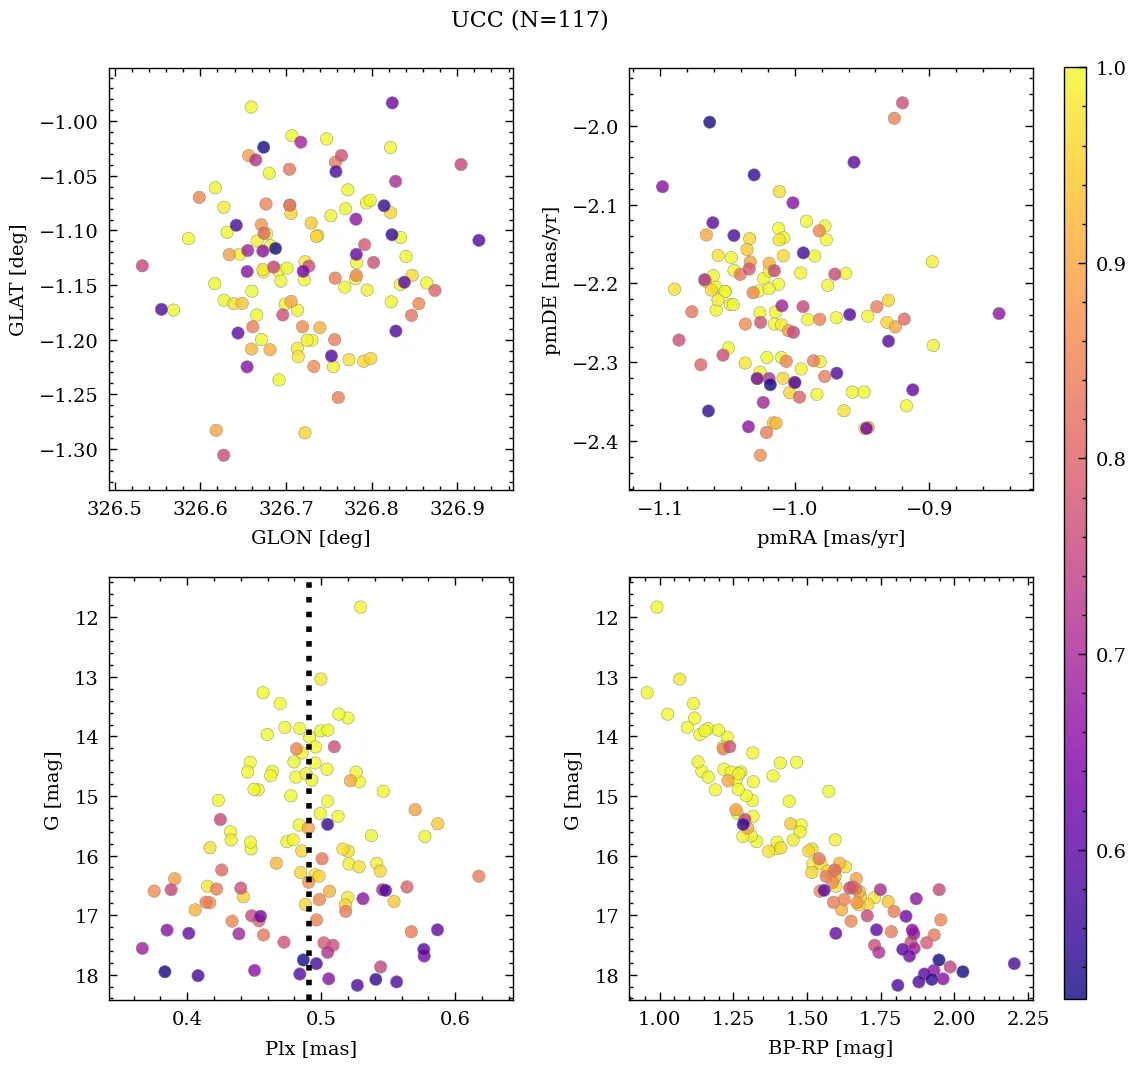 UCC (N=117)
−1.00
−1.05
−1.10
−1.15
−1.20
−1.25
−1.30
GLAT [deg]
326.5 326.6 326.7 326.8 326.9
GLON [deg]
−2.0
−2.1
−2.2
−2.3
−2.4
pmDE [mas/yr]
−1.1 −1.0 −0.9
pmRA [mas/yr]
12
13
14
15
16
17
18
G [mag]
0.4 0.5 0.6
Plx [mas]
12
13
14
15
16
17
18
G [mag]
1.00 1.25 1.50 1.75 2.00 2.25
BP-RP [mag]
1.0
0.9
0.8
0.7
0.6